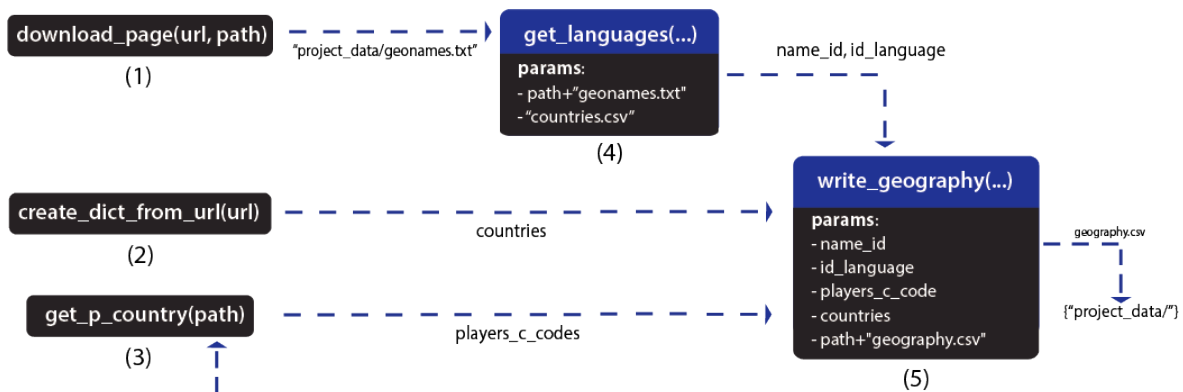 download_page(url, path)
(1)
"project_data/geonames.txt"
get_languages(...)
params:
- path+"geonames.txt"
-"countries.csv"
(4)
name_id, id_language
create_dict_from_url(url)
(2)
countries
get_p_country(path)
(3)
players_c_codes
write_geography(...)
params:
- name_id
- id_language
- players_c_code
- countries
- path+"geography.csv"
(5)
geography.csv
{"project_data/"}